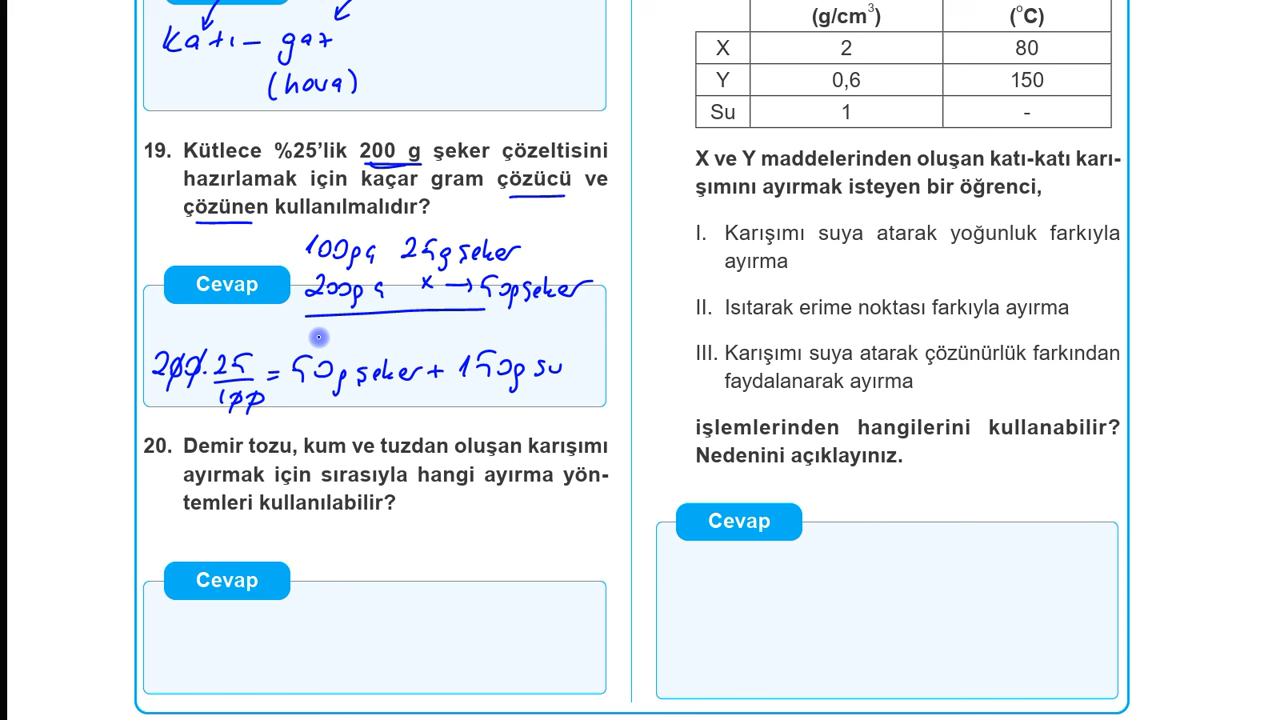 katı - gaz
(hava)
19. Kütlece %25'lik 200 g şeker çözeltisini
hazırlamak için kaçar gram çözücü ve
çözünen kullanılmalıdır?
100g da 25g şeker
Cevap
200g da x → 50g şeker
200. 25/100 = 50g şeker + 150g su
20. Demir tozu, kum ve tuzdan oluşan karışımı
ayırmak için sırasıyla hangi ayırma yön-
temleri kullanılabilir?
Cevap
(g/cm³) (°C)
X 2 80
Y 0,6 150
Su 1 -
X ve Y maddelerinden oluşan katı-katı karı-
şımını ayırmak isteyen bir öğrenci,
I. Karışımı suya atarak yoğunluk farkıyla
ayırma
II. Isıtarak erime noktası farkıyla ayırma
III. Karışımı suya atarak çözünürlük farkından
faydalanarak ayırma
işlemlerinden hangilerini kullanabilir?
Nedenini açıklayınız.
Cevap